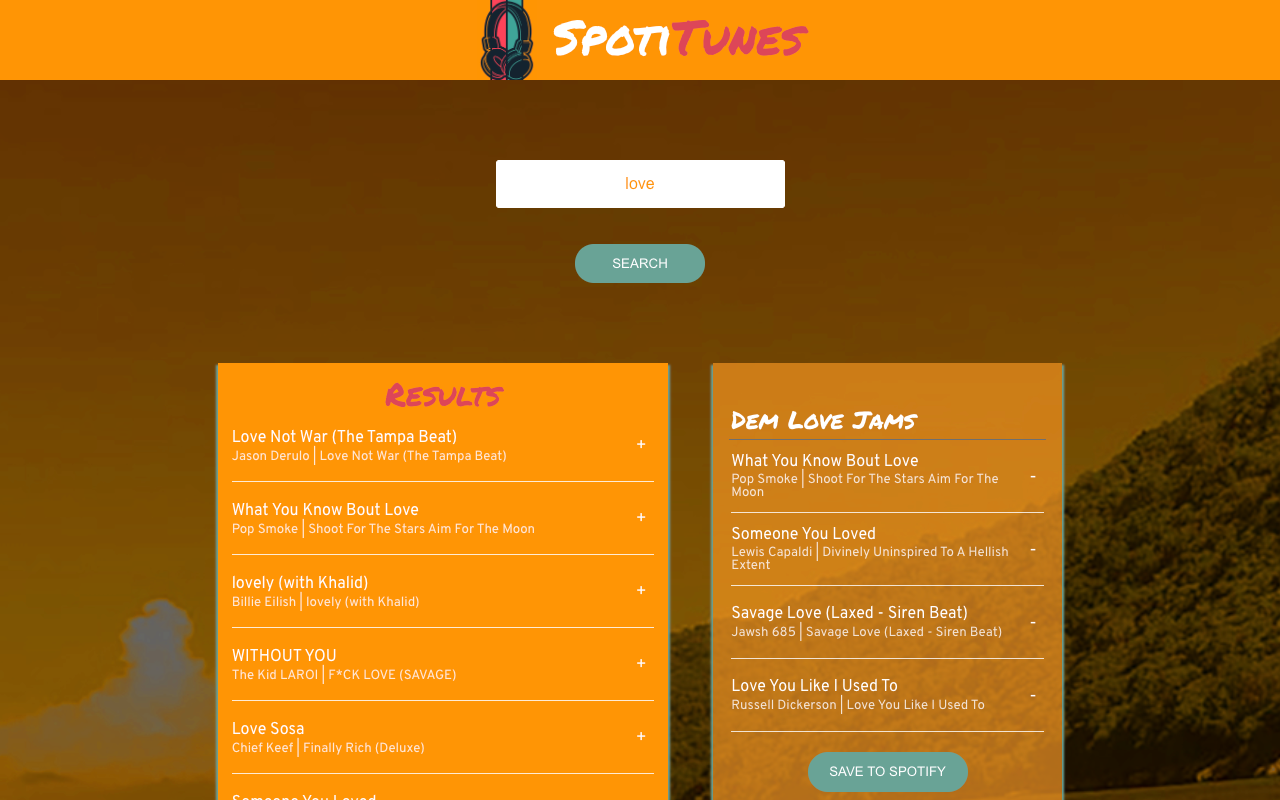 SpotiTunes
love
SEARCH
Results
Love Not War (The Tampa Beat)
Jason Derulo | Love Not War (The Tampa Beat)
+
What You Know Bout Love
Pop Smoke | Shoot For The Stars Aim For The Moon
+
lovely (with Khalid)
Billie Eilish | lovely (with Khalid)
+
WITHOUT YOU
The Kid LAROI | F*CK LOVE (SAVAGE)
+
Love Sosa
Chief Keef | Finally Rich (Deluxe)
+
Someone You Loved
Dem Love Jams
What You Know Bout Love
Pop Smoke | Shoot For The Stars Aim For The
Moon
-
Someone You Loved
Lewis Capaldi | Divinely Uninspired To A Hellish
Extent
-
Savage Love (Laxed - Siren Beat)
Jawsh 685 | Savage Love (Laxed - Siren Beat)
-
Love You Like I Used To
Russell Dickerson | Love You Like I Used To
-
SAVE TO SPOTIFY